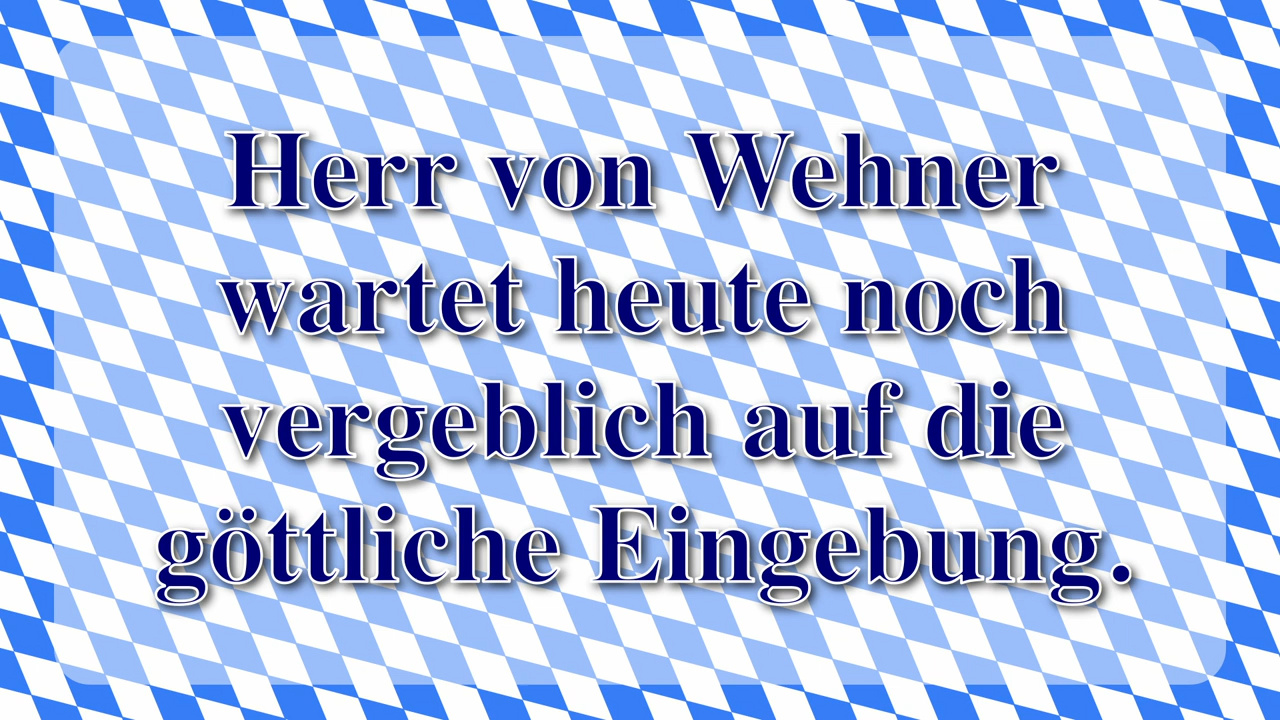 Herr von Wehner
wartet heute noch
vergeblich auf die
göttliche Eingebung.